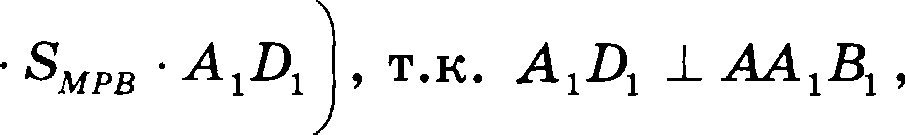 · S_{MPB} · A_1D_1), т.к. A_1D_1 ⊥ AA_1B_1,